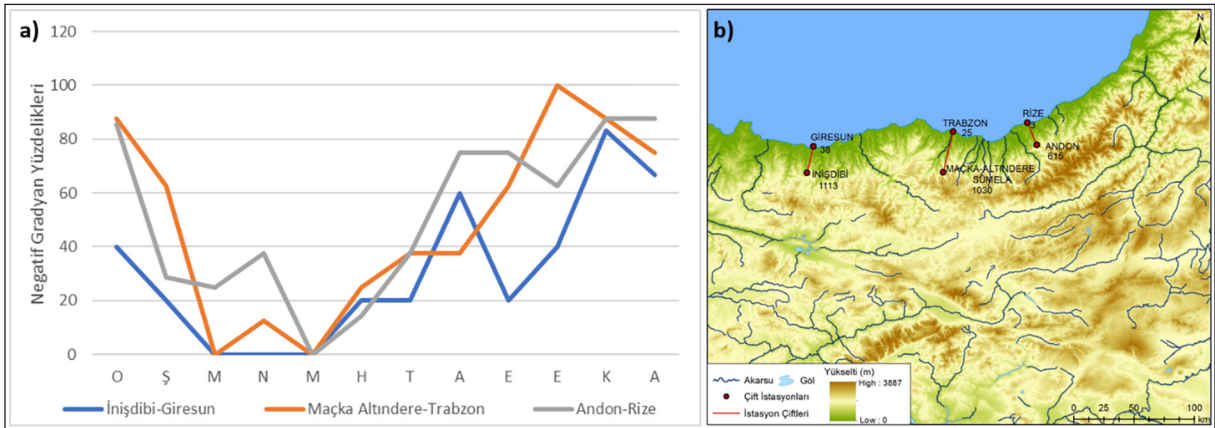 a)
120
100
80
60
40
20
0
Negatif Gradyan Yüzdelikleri
O Ş M N M H T A E E K A
İnişdibi-Giresun Maçka Altındere-Trabzon Andon-Rize
b)
N
RİZE
3
TRABZON
25
GİRESUN
38
ANDON
615
MAÇKA-ALTINDERE
SÜMELA
1030
İNİŞDİBİ
1113
Akarsu Göl
Çift İstasyonları
İstasyon Çiftleri
Yükselti (m)
High : 3887
Low : 0
0 25 50 100
km